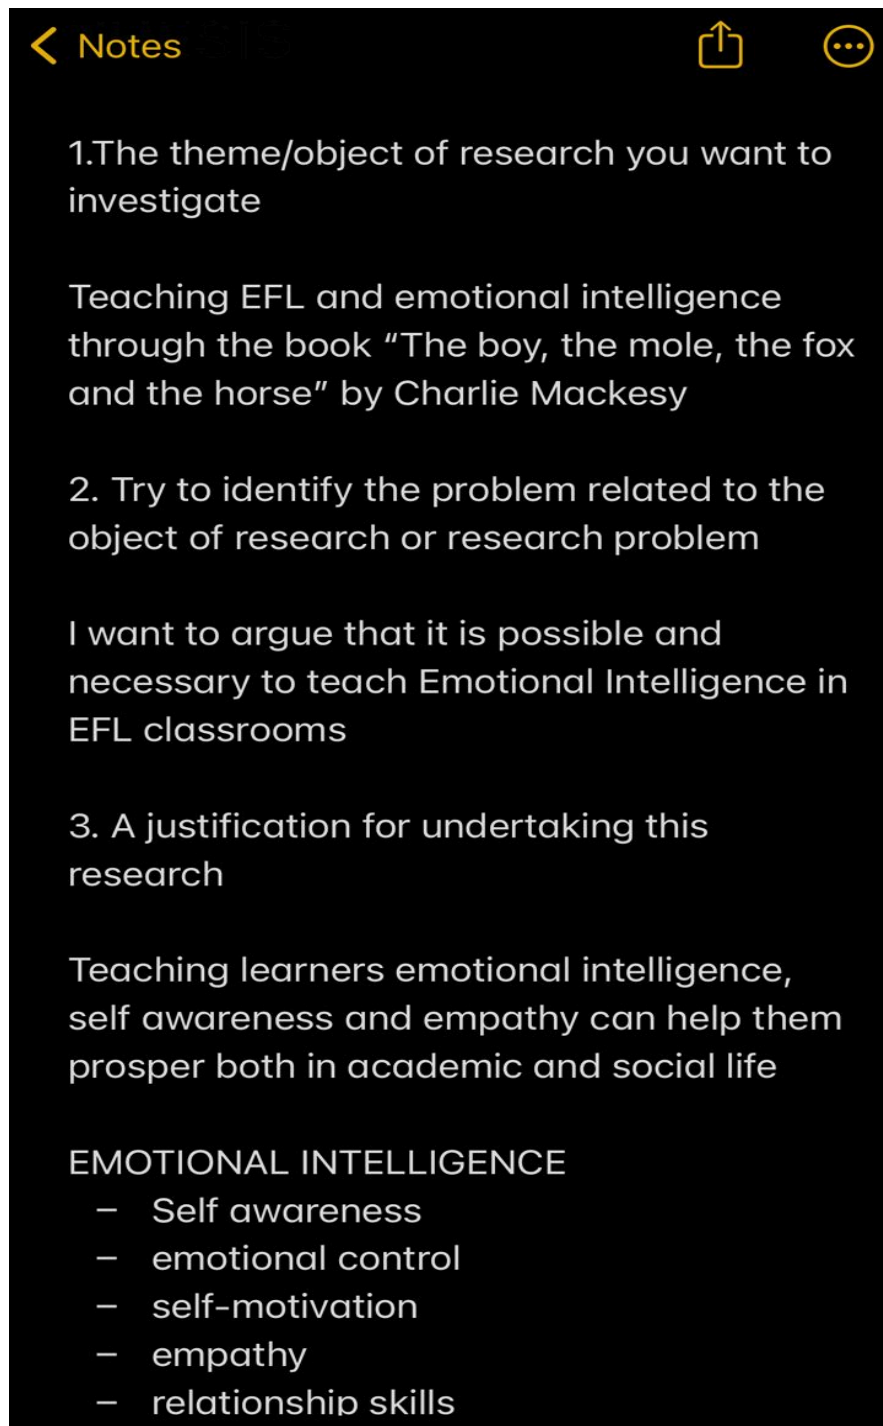 Notes
1.The theme/object of research you want to
investigate
Teaching EFL and emotional intelligence
through the book “The boy, the mole, the fox
and the horse” by Charlie Mackesy
2. Try to identify the problem related to the
object of research or research problem
I want to argue that it is possible and
necessary to teach Emotional Intelligence in
EFL classrooms
3. A justification for undertaking this
research
Teaching learners emotional intelligence,
self awareness and empathy can help them
prosper both in academic and social life
EMOTIONAL INTELLIGENCE
– Self awareness
– emotional control
– self-motivation
– empathy
– relationship skills